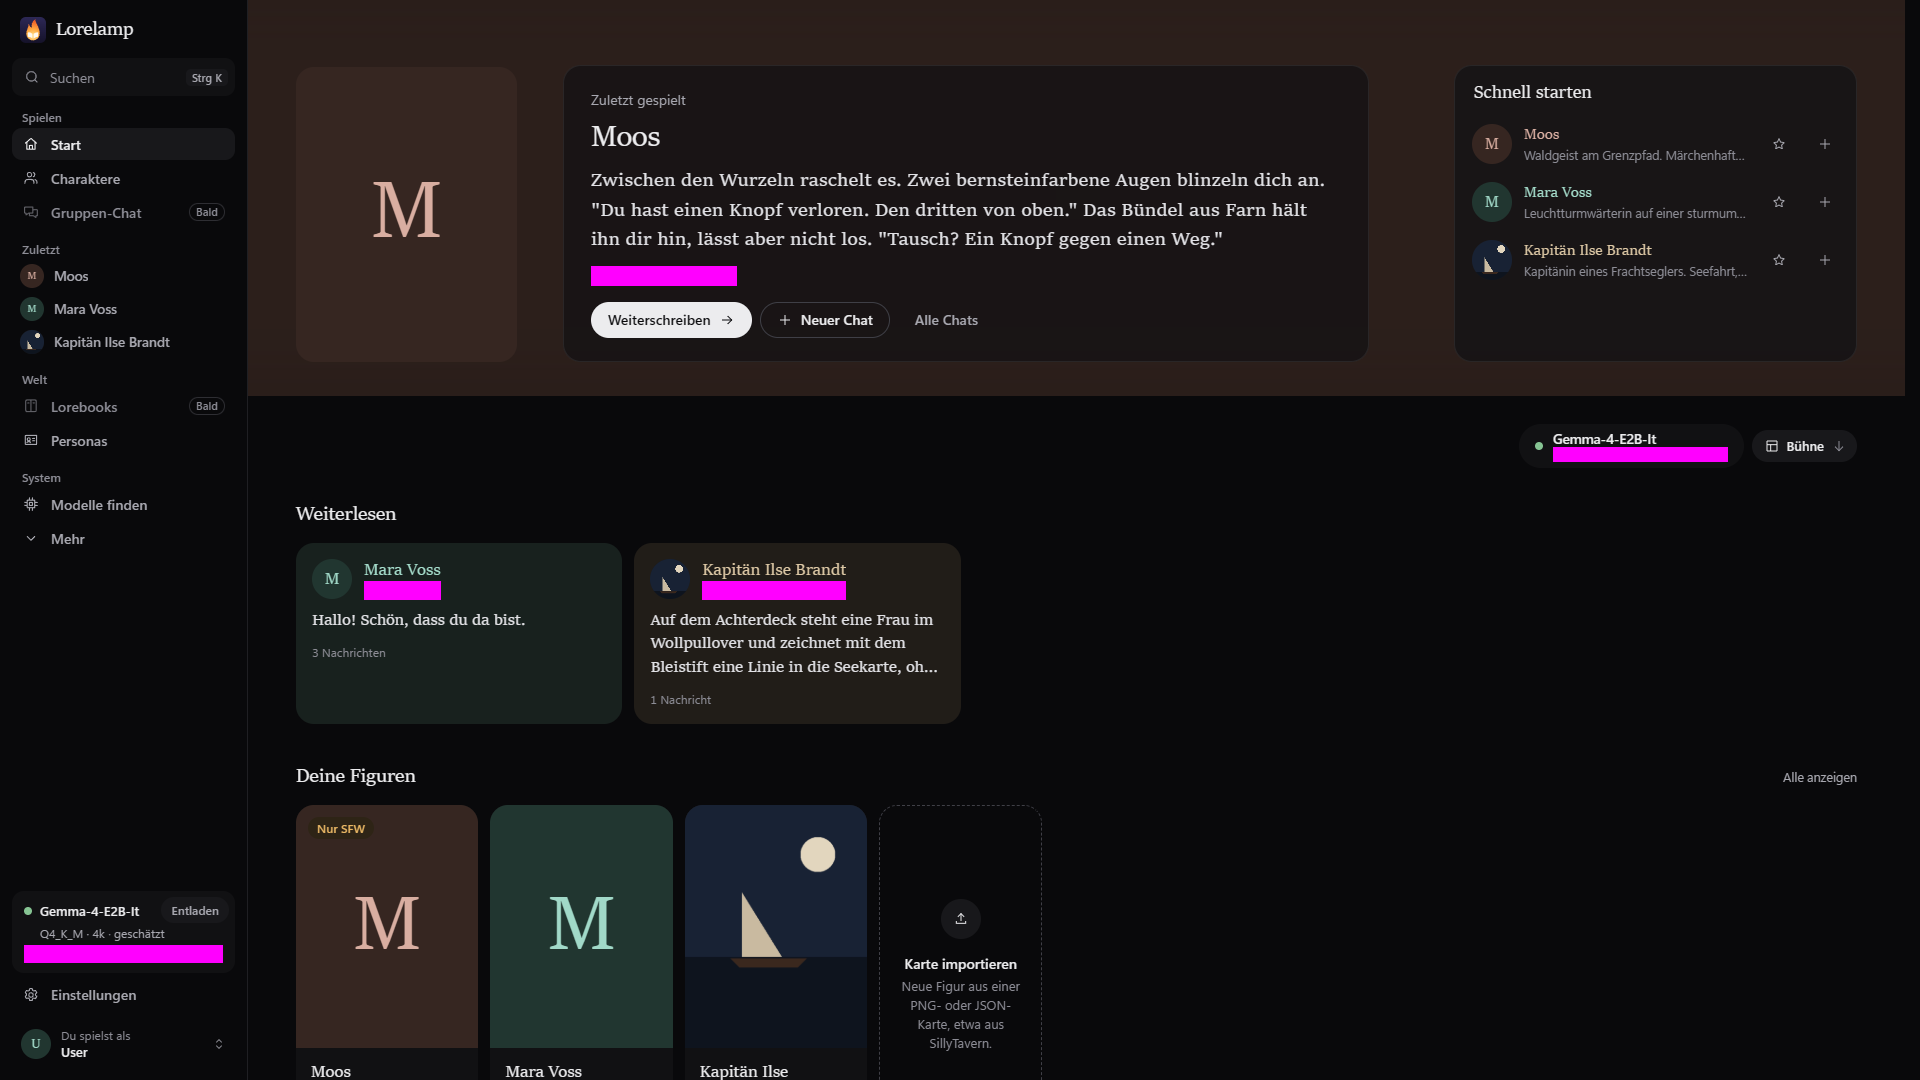 Lorelamp
Suchen
Strg K
Spielen
Start
Charaktere
Gruppen-Chat
Bald
Zuletzt
M
Moos
M
Mara Voss
Kapitän Ilse Brandt
Welt
Lorebooks
Bald
Personas
System
Modelle finden
Mehr
Gemma-4-E2B-It
Entladen
Q4_K_M · 4k · geschätzt
Einstellungen
U
Du spielst als
User
M
Zuletzt gespielt
Moos
Zwischen den Wurzeln raschelt es. Zwei bernsteinfarbene Augen blinzeln dich an.
"Du hast einen Knopf verloren. Den dritten von oben." Das Bündel aus Farn hält
ihn dir hin, lässt aber nicht los. "Tausch? Ein Knopf gegen einen Weg."
Weiterschreiben
Neuer Chat
Alle Chats
Schnell starten
M
Moos
Waldgeist am Grenzpfad. Märchenhaft...
M
Mara Voss
Leuchtturmwärterin auf einer sturmum...
Kapitän Ilse Brandt
Kapitänin eines Frachtseglers. Seefahrt,...
Gemma-4-E2B-It
Bühne
Weiterlesen
M
Mara Voss
Hallo! Schön, dass du da bist.
3 Nachrichten
Kapitän Ilse Brandt
Auf dem Achterdeck steht eine Frau im
Wollpullover und zeichnet mit dem
Bleistift eine Linie in die Seekarte, oh...
1 Nachricht
Deine Figuren
Alle anzeigen
Nur SFW
M
Moos
M
Mara Voss
Kapitän Ilse
Karte importieren
Neue Figur aus einer
PNG- oder JSON-
Karte, etwa aus
SillyTavern.